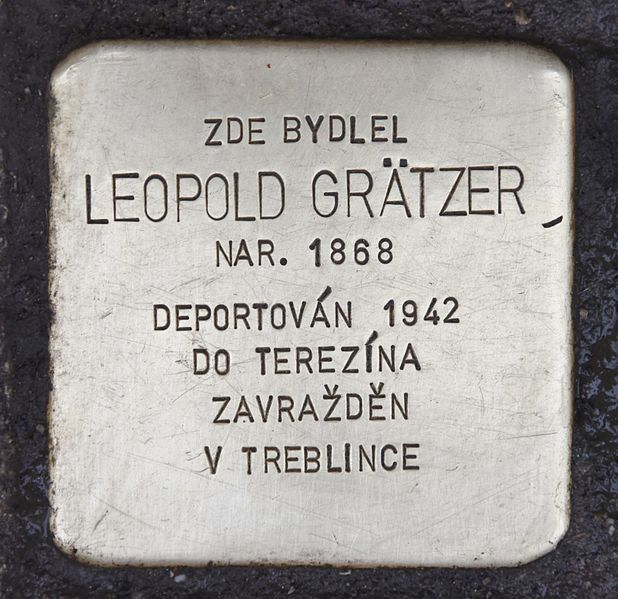 ZDE BYDLEL
LEOPOLD GRÄTZER
NAR. 1868
DEPORTOVÁN 1942
DO TEREZÍNA
ZAVRAŽDĚN
V TREBLINCE